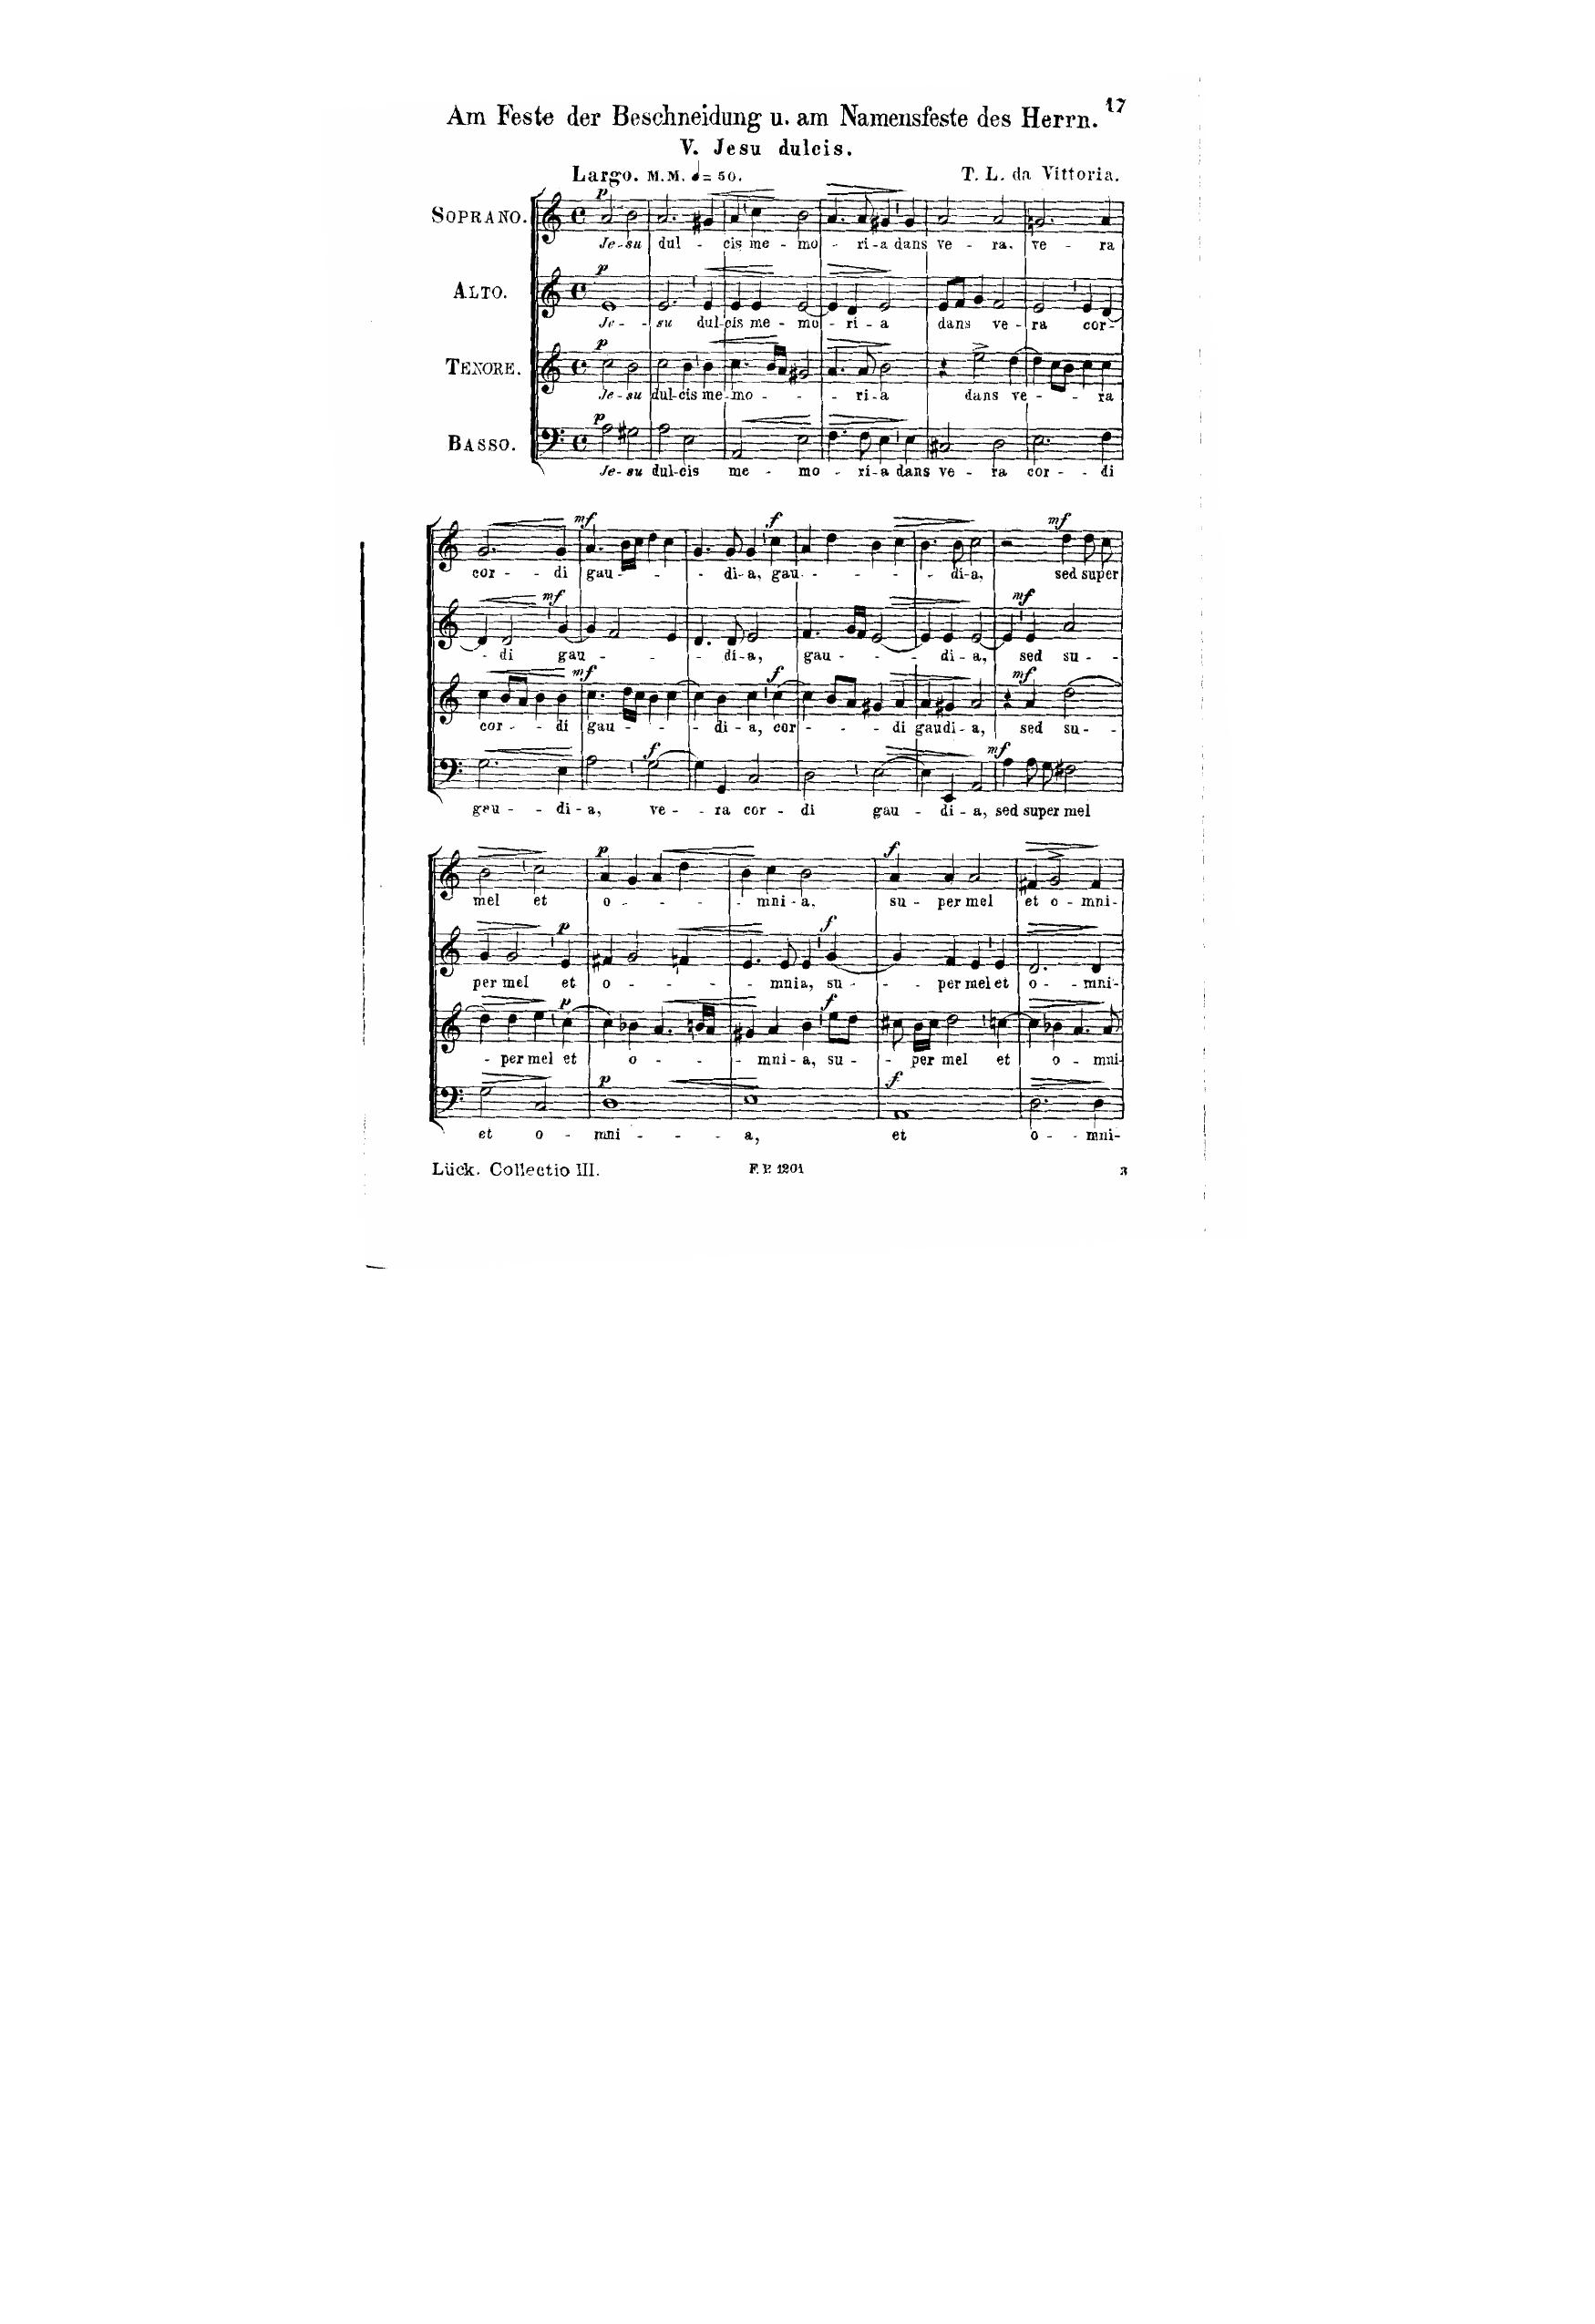 17
Am Feste der Beschneidung u. am Namensfeste des Herrn.
V. Jesu dulcis.
Largo. M.M. 𝅗𝅥 = 50. T. L. da Vittoria.
p
SOPRANO.
Je-su dul - cis me - mo - ri-a dans ve - ra. ve - ra
p
ALTO.
Je - su dul-cis me - mo - ri - a dans ve - ra cor -
p
TENORE.
Je - su dul-cis me-mo - ri-a dans ve - ra
p
BASSO.
Je- su dul-cis me - mo - ri-a dans ve - ra cor - di
mf f mf
cor - di gau - di-a, gau - di-a, sed super
mf mf
- di gau - di-a, gau - di-a, sed su -
mf f mf
cor - di gau - di-a, cor - di gaudi-a, sed su -
f mf
gau - di-a, ve - ra cor - di gau - di-a, sed super mel
p f
mel et o - mni-a. su - per mel et o - mni-
p f
per mel et o - mnia, su - per mel et o - mni-
p f
- per mel et o - mni-a, su - per mel et o - mni-
p f
et o - mni - a, et o - mni-
Lück. Collectio III. F. P. 1201 3